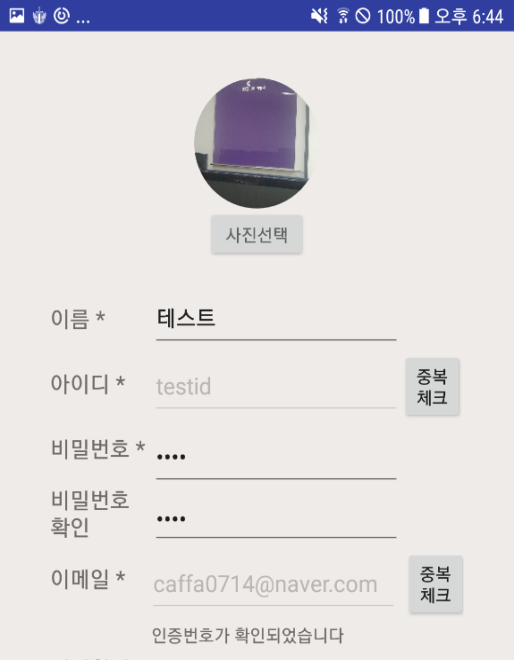 ... 100% 오후 6:44
사진선택
이름 * 테스트
아이디 * testid 중복
체크
비밀번호 * ••••
비밀번호
확인 ••••
이메일 * caffa0714@naver.com 중복
체크
인증번호가 확인되었습니다